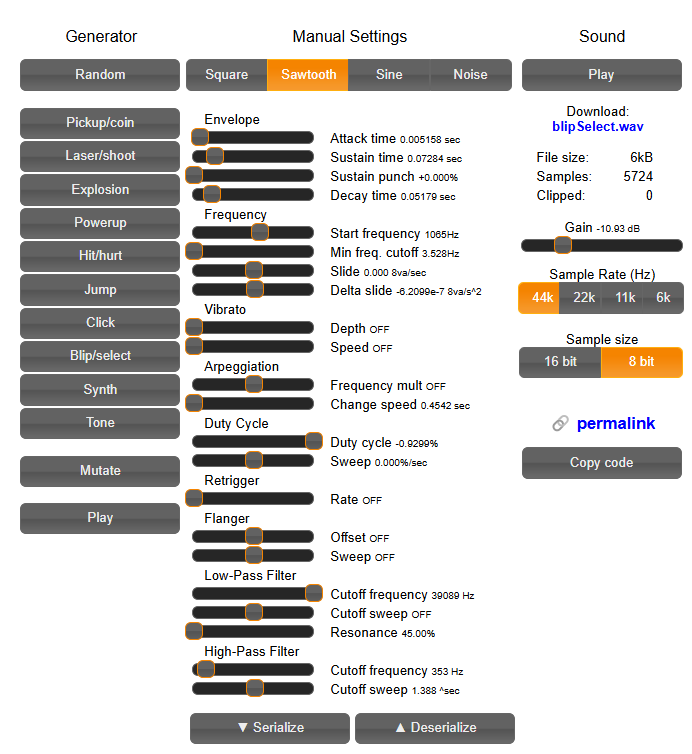 Generator
Random
Pickup/coin
Laser/shoot
Explosion
Powerup
Hit/hurt
Jump
Click
Blip/select
Synth
Tone
Mutate
Play
Manual Settings
Square Sawtooth Sine Noise
Envelope
Attack time 0.005158 sec
Sustain time 0.07284 sec
Sustain punch +0.000%
Decay time 0.05179 sec
Frequency
Start frequency 1065Hz
Min freq. cutoff 3.528Hz
Slide 0.000 8va/sec
Delta slide -6.2099e-7 8va/s^2
Vibrato
Depth OFF
Speed OFF
Arpeggiation
Frequency mult OFF
Change speed 0.4542 sec
Duty Cycle
Duty cycle -0.9299%
Sweep 0.000%/sec
Retrigger
Rate OFF
Flanger
Offset OFF
Sweep OFF
Low-Pass Filter
Cutoff frequency 39089 Hz
Cutoff sweep OFF
Resonance 45.00%
High-Pass Filter
Cutoff frequency 353 Hz
Cutoff sweep 1.388 ^sec
▼ Serialize ▲ Deserialize
Sound
Play
Download:
blipSelect.wav
File size: 6kB
Samples: 5724
Clipped: 0
Gain -10.93 dB
Sample Rate (Hz)
44k 22k 11k 6k
Sample size
16 bit 8 bit
permalink
Copy code